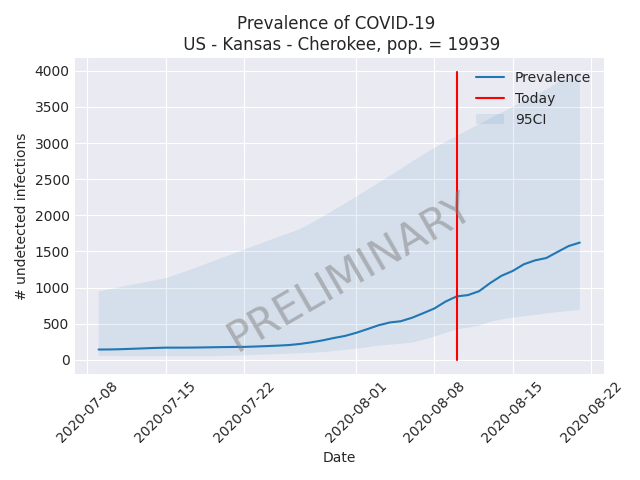 Prevalence of COVID-19
US - Kansas - Cherokee, pop. = 19939
4000
3500
3000
2500
2000
1500
1000
500
0
# undetected infections
Prevalence
Today
95CI
PRELIMINARY
2020-07-08
2020-07-15
2020-07-22
2020-08-01
2020-08-08
2020-08-15
2020-08-22
Date